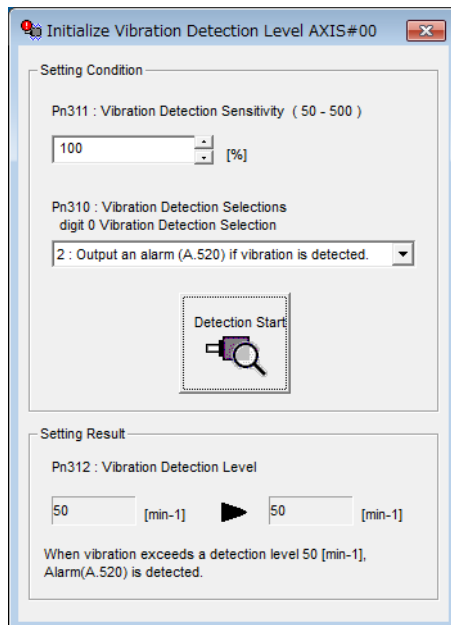 Initialize Vibration Detection Level AXIS#00
Setting Condition
Pn311 : Vibration Detection Sensitivity ( 50 - 500 )
100
[%]
Pn310 : Vibration Detection Selections
digit 0 Vibration Detection Selection
2 : Output an alarm (A.520) if vibration is detected.
Detection Start
Setting Result
Pn312 : Vibration Detection Level
50 [min-1] 50 [min-1]
When vibration exceeds a detection level 50 [min-1],
Alarm(A.520) is detected.